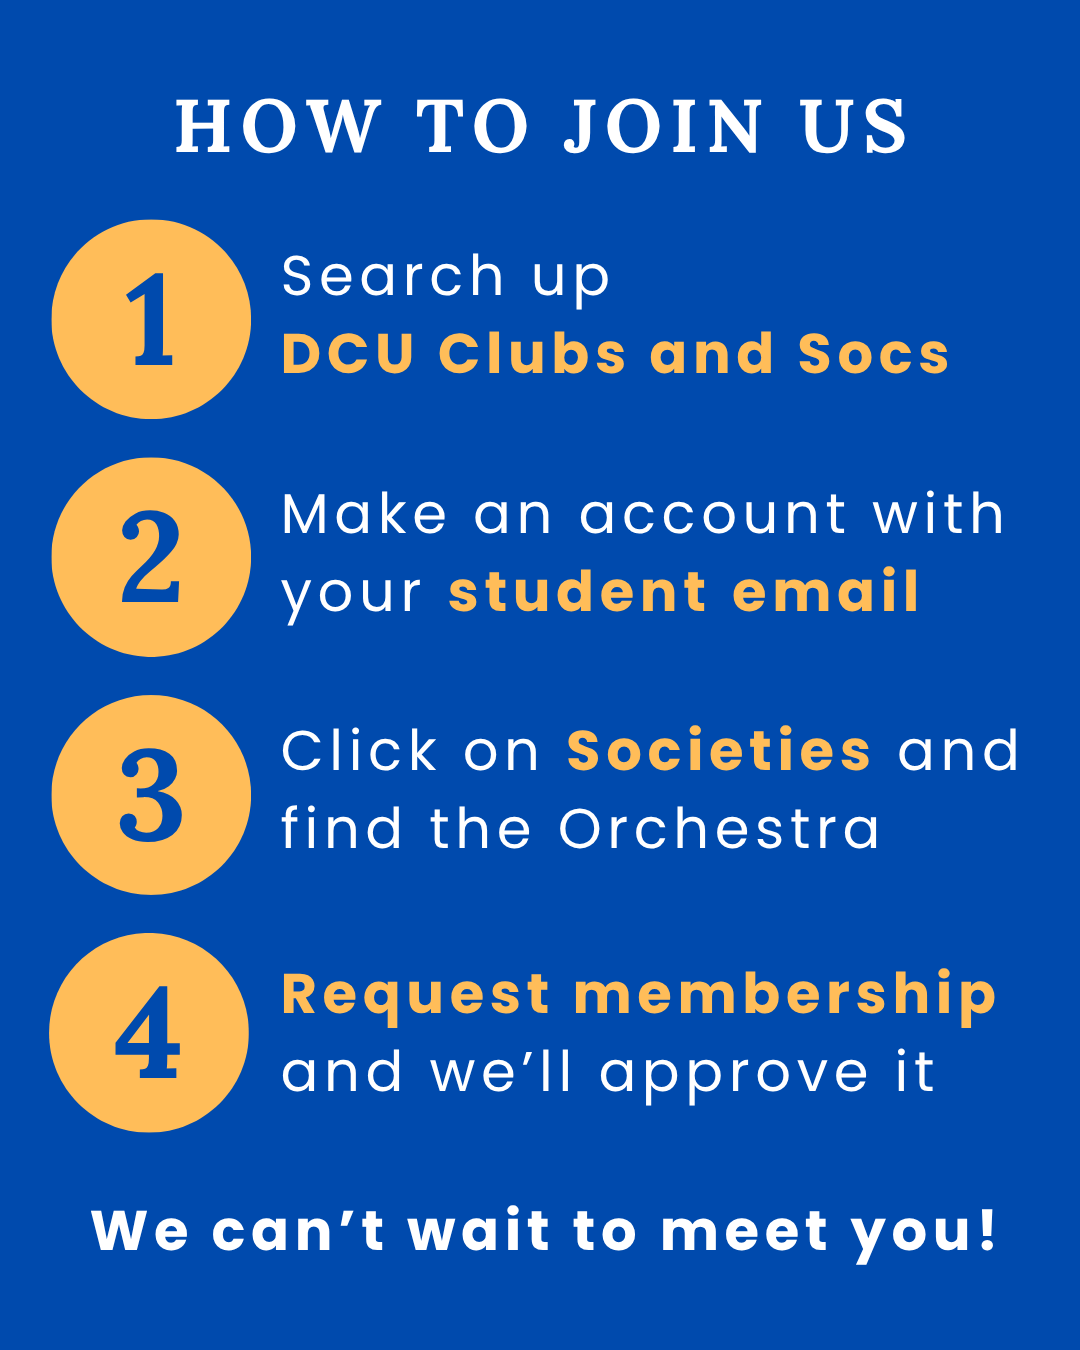 HOW TO JOIN US
1
Search up
DCU Clubs and Socs
2
Make an account with
your student email
3
Click on Societies and
find the Orchestra
4
Request membership
and we’ll approve it
We can’t wait to meet you!